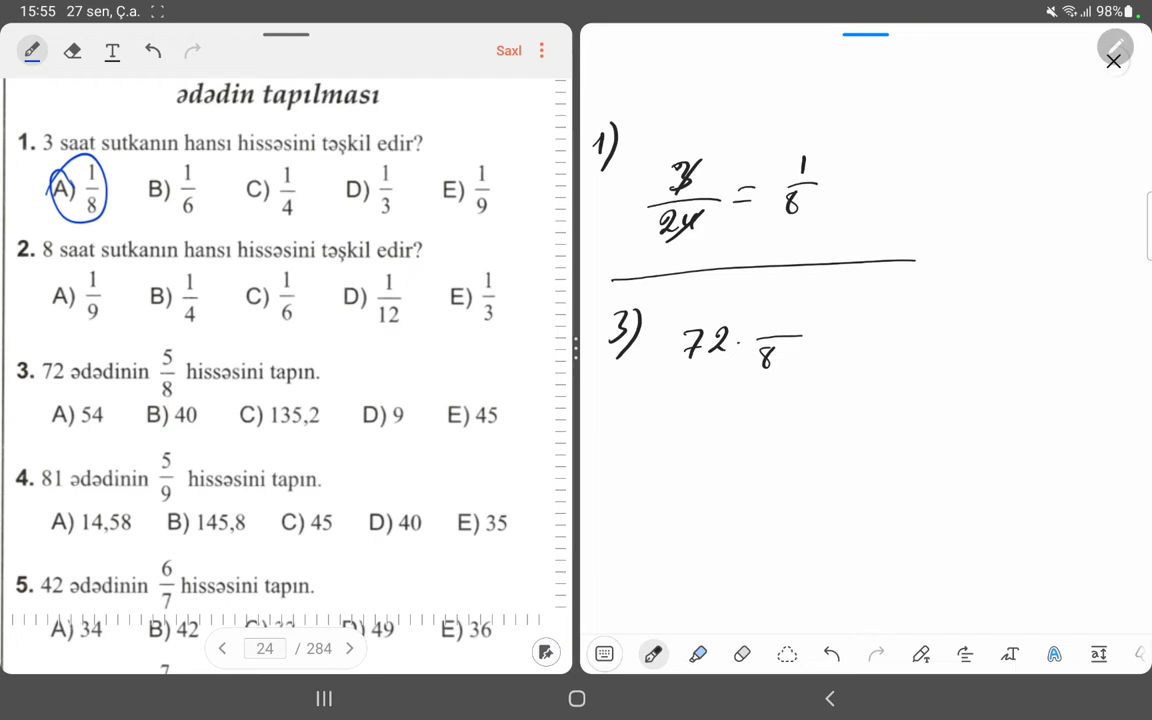 15:55 27 sen, Ç.a. 98%
T Saxl
ədədin tapılması
1. 3 saat sutkanın hansı hissəsini təşkil edir?
A) 1/8 B) 1/6 C) 1/4 D) 1/3 E) 1/9
2. 8 saat sutkanın hansı hissəsini təşkil edir?
A) 1/9 B) 1/4 C) 1/6 D) 1/12 E) 1/3
3. 72 ədədinin 5/8 hissəsini tapın.
A) 54 B) 40 C) 135,2 D) 9 E) 45
4. 81 ədədinin 5/9 hissəsini tapın.
A) 14,58 B) 145,8 C) 45 D) 40 E) 35
5. 42 ədədinin 6/7 hissəsini tapın.
A) 34 B) 42 49 E) 36
24 / 284
1)
3/24 = 1/8
3) 72 · /8